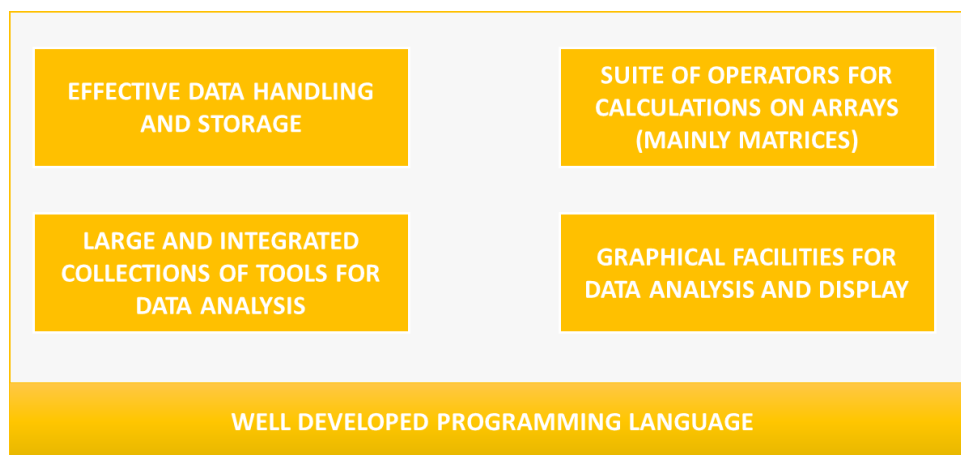 EFFECTIVE DATA HANDLING
AND STORAGE
SUITE OF OPERATORS FOR
CALCULATIONS ON ARRAYS
(MAINLY MATRICES)
LARGE AND INTEGRATED
COLLECTIONS OF TOOLS FOR
DATA ANALYSIS
GRAPHICAL FACILITIES FOR
DATA ANALYSIS AND DISPLAY
WELL DEVELOPED PROGRAMMING LANGUAGE